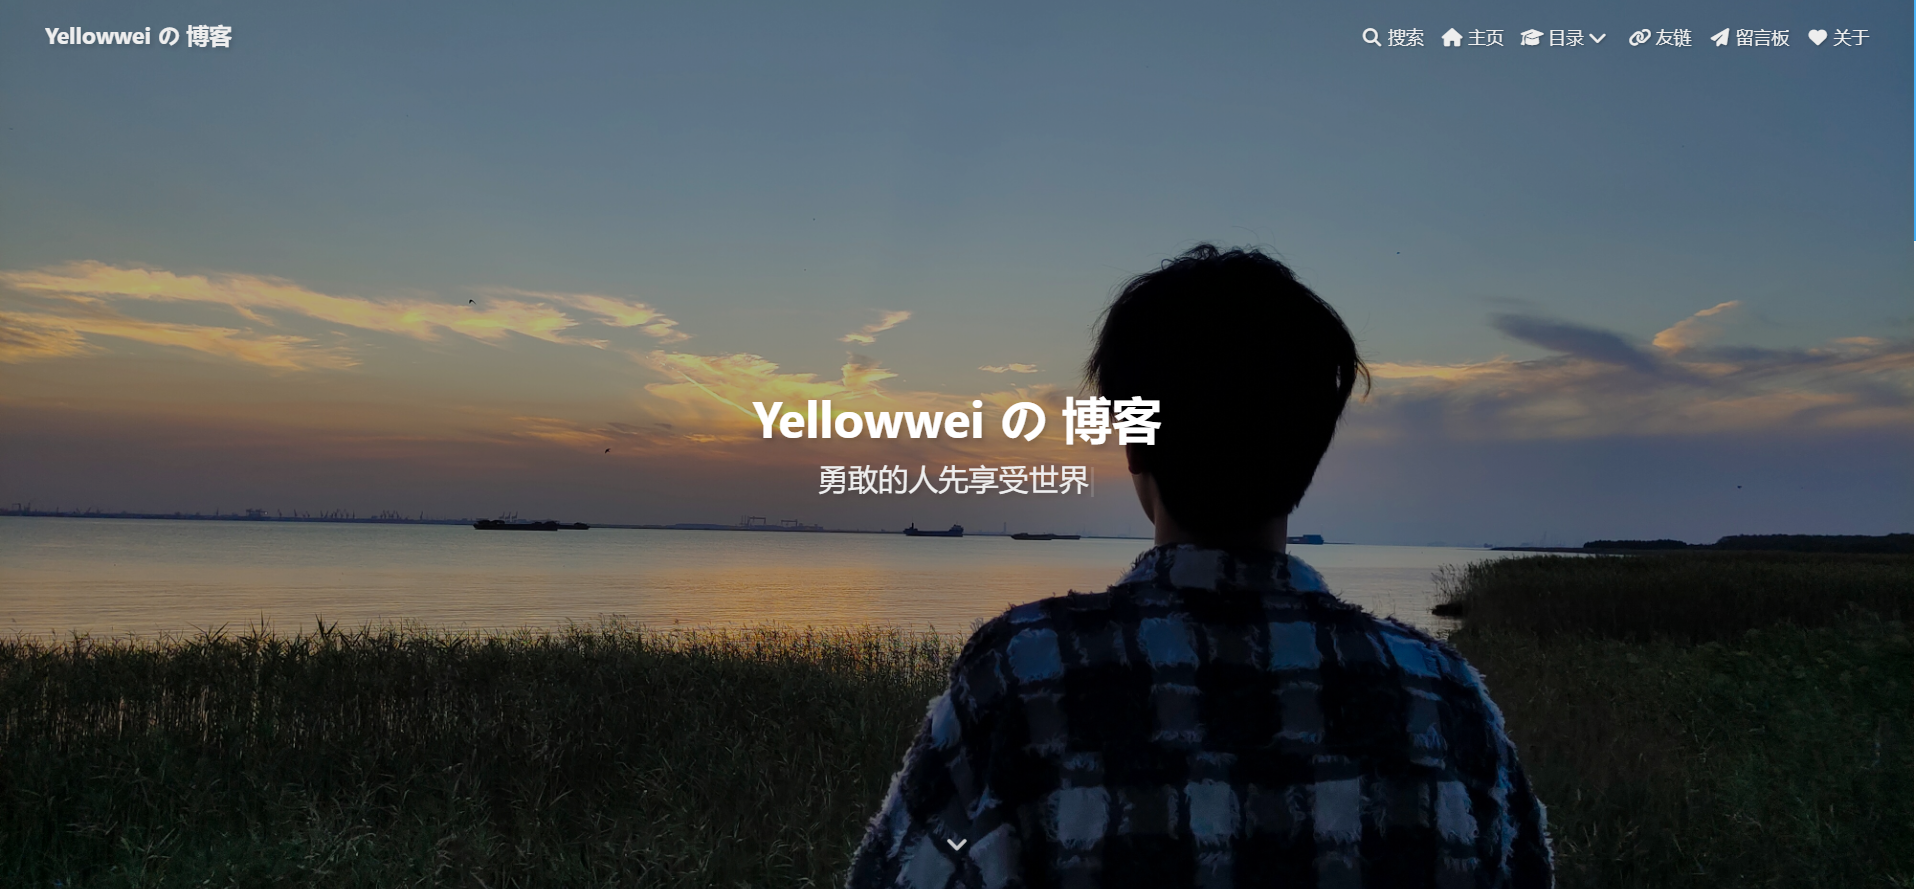 Yellowwei の 博客
搜索 主页 目录 友链 留言板 关于
Yellowwei の 博客
勇敢的人先享受世界